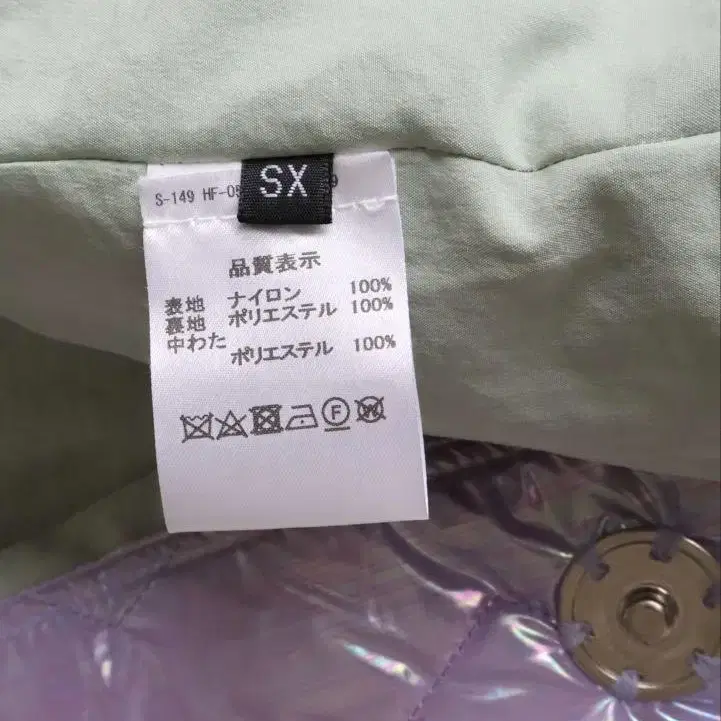 SX
S-149 HF-0
9
品質表示
表地 ナイロン 100%
裏地 ポリエステル 100%
中わた ポリエステル 100%
F W